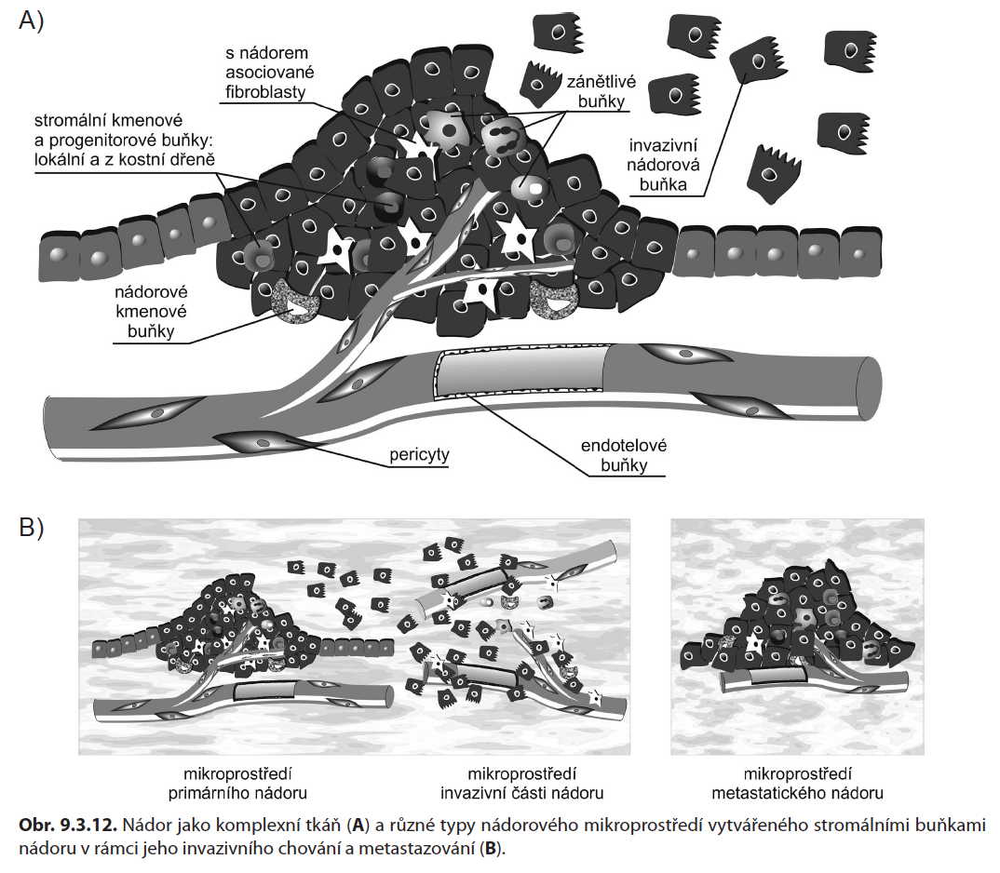 A)
s nádorem
asociované
fibroblasty
zánětlivé
buňky
stromální kmenové
a progenitorové buňky:
lokální a z kostní dřeně
invazivní
nádorová
buňka
nádorové
kmenové
buňky
pericyty
endotelové
buňky
B)
mikroprostředí
primárního nádoru
mikroprostředí
invazivní části nádoru
mikroprostředí
metastatického nádoru
Obr. 9.3.12. Nádor jako komplexní tkáň (A) a různé typy nádorového mikroprostředí vytvářeného stromálními buňkami
nádoru v rámci jeho invazivního chování a metastazování (B).